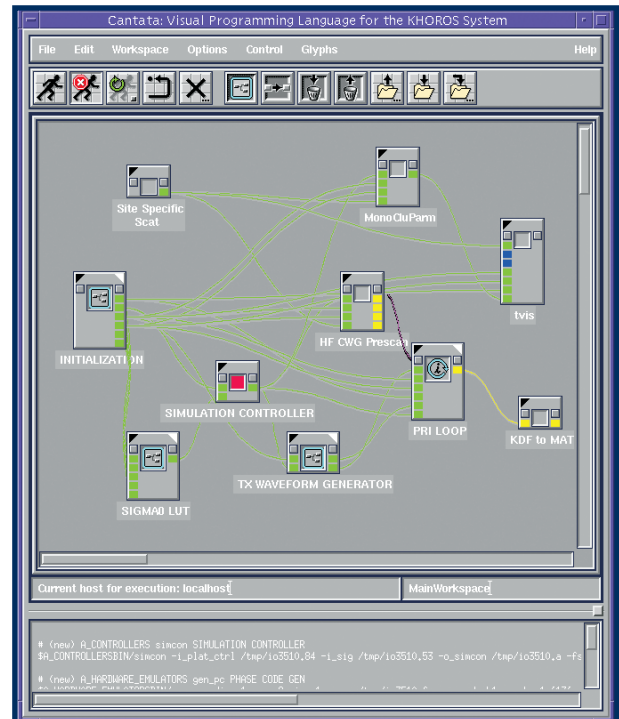 Cantata: Visual Programming Language for the KHOROS System
File Edit Workspace Options Control Glyphs Help
Site Specific
Scat
MonoCluParm
tvis
INITIALIZATION
HF CWG Prescan
SIMULATION CONTROLLER
PRI LOOP
KDF to MAT
TX WAVEFORM GENERATOR
SIGMA0 LUT
Current host for execution: localhost
MainWorkspace
# (new) A_CONTROLLERS simcon SIMULATION CONTROLLER
$A_CONTROLLERSBIN/simcon -i_plat_ctrl /tmp/io3510.84 -i_sig /tmp/io3510.53 -o_simcon /tmp/io3510.a -fs
# (new) A_HARDWARE_EMULATORS gen_pc PHASE CODE GEN